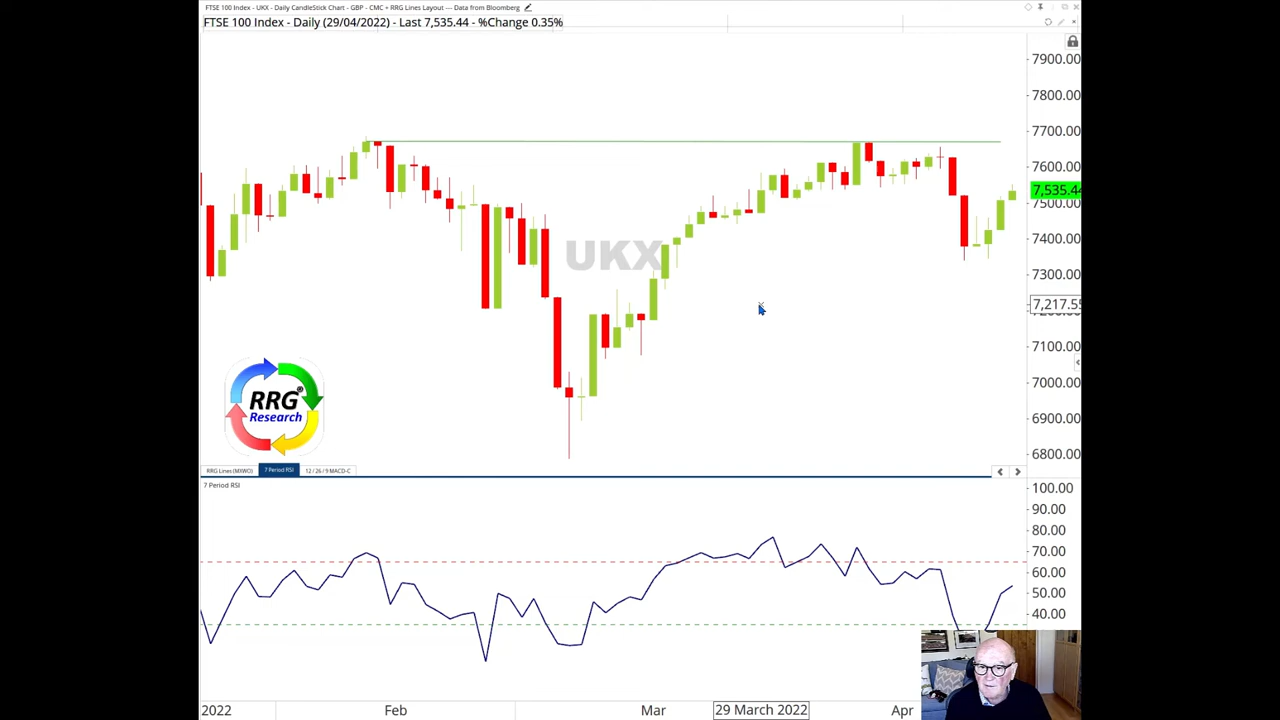 FTSE 100 Index - UKX - Daily CandleStick Chart - GBP - CMC + RRG Lines Layout --- Data from Bloomberg
FTSE 100 Index - Daily (29/04/2022) - Last 7,535.44 - %Change 0.35%
7900.00
7800.00
7700.00
7600.00
7,535.44
7500.00
7400.00
UKX
7300.00
7,217.55
7100.00
7000.00
6900.00
6800.00
RRG®
Research
RRG Lines (MXWO)
7 Period RSI
12 / 26 / 9 MACD-C
7 Period RSI
100.00
90.00
80.00
70.00
60.00
50.00
40.00
2022
Feb
Mar
29 March 2022
Apr